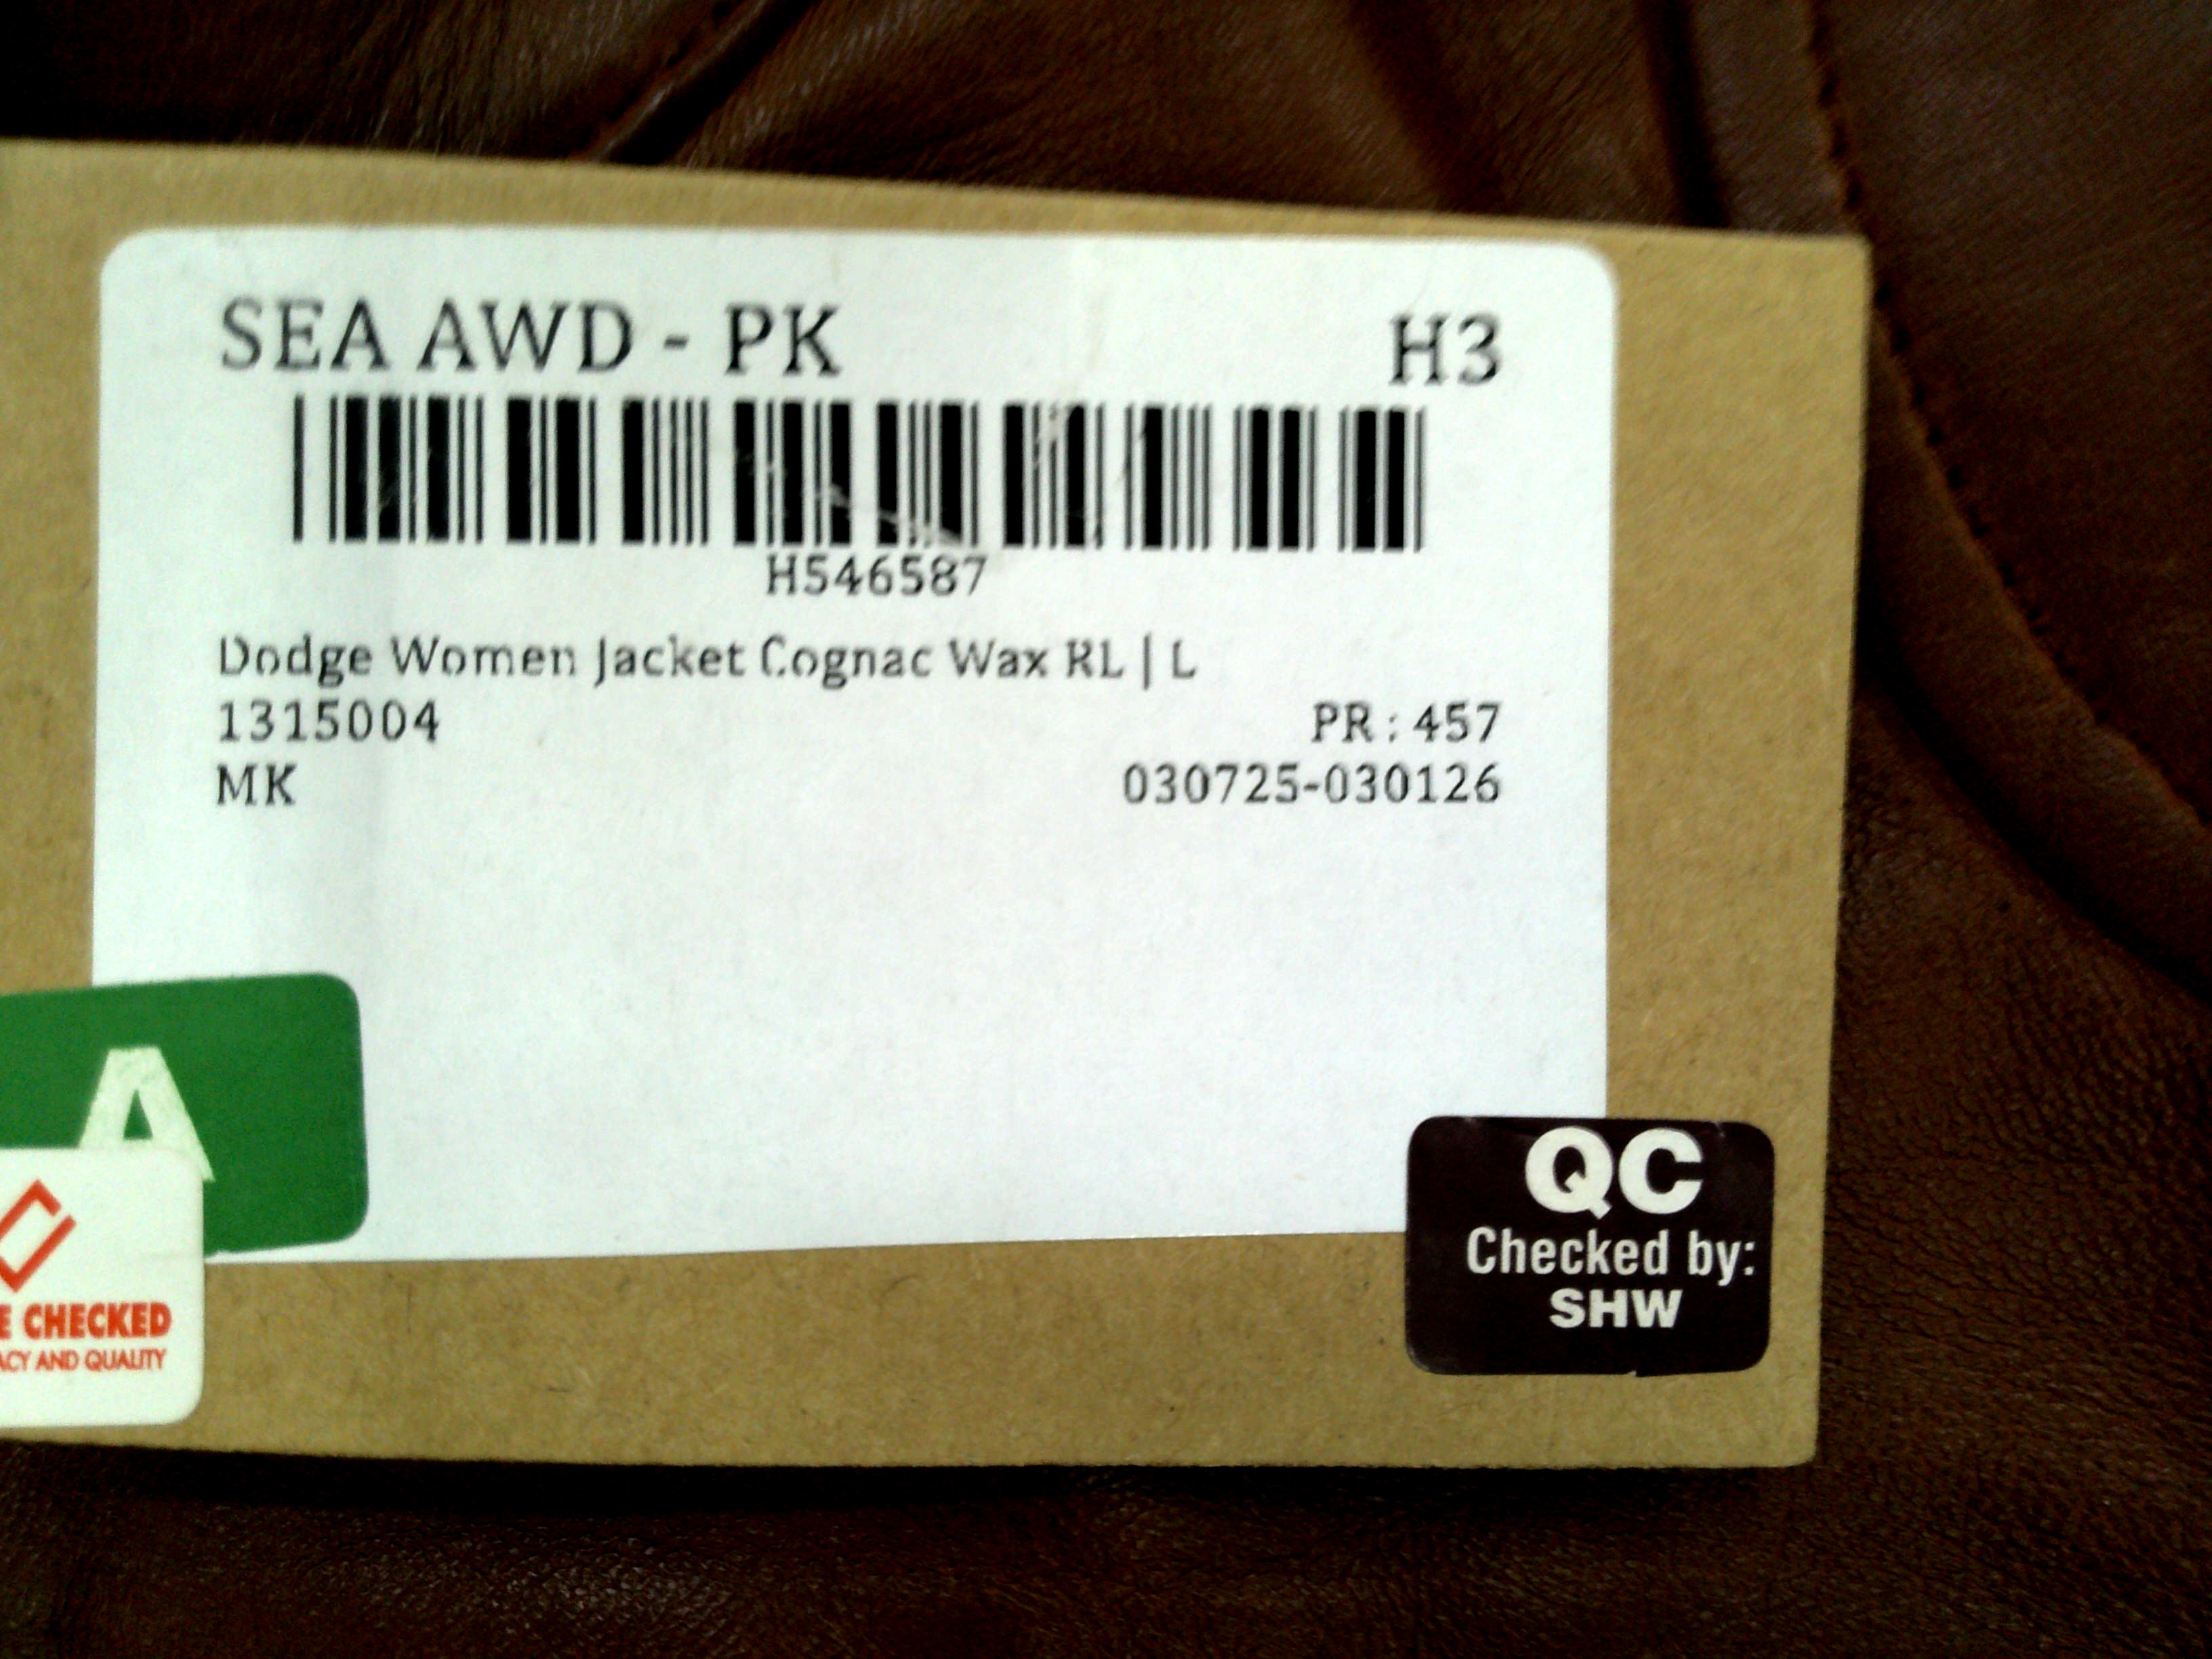 SEA AWD - PK H3
H546587
Dodge Women Jacket Cognac Wax RL | L
1315004 PR : 457
MK 030725-030126
A
QC
Checked by:
SHW
E CHECKED
ACY AND QUALITY